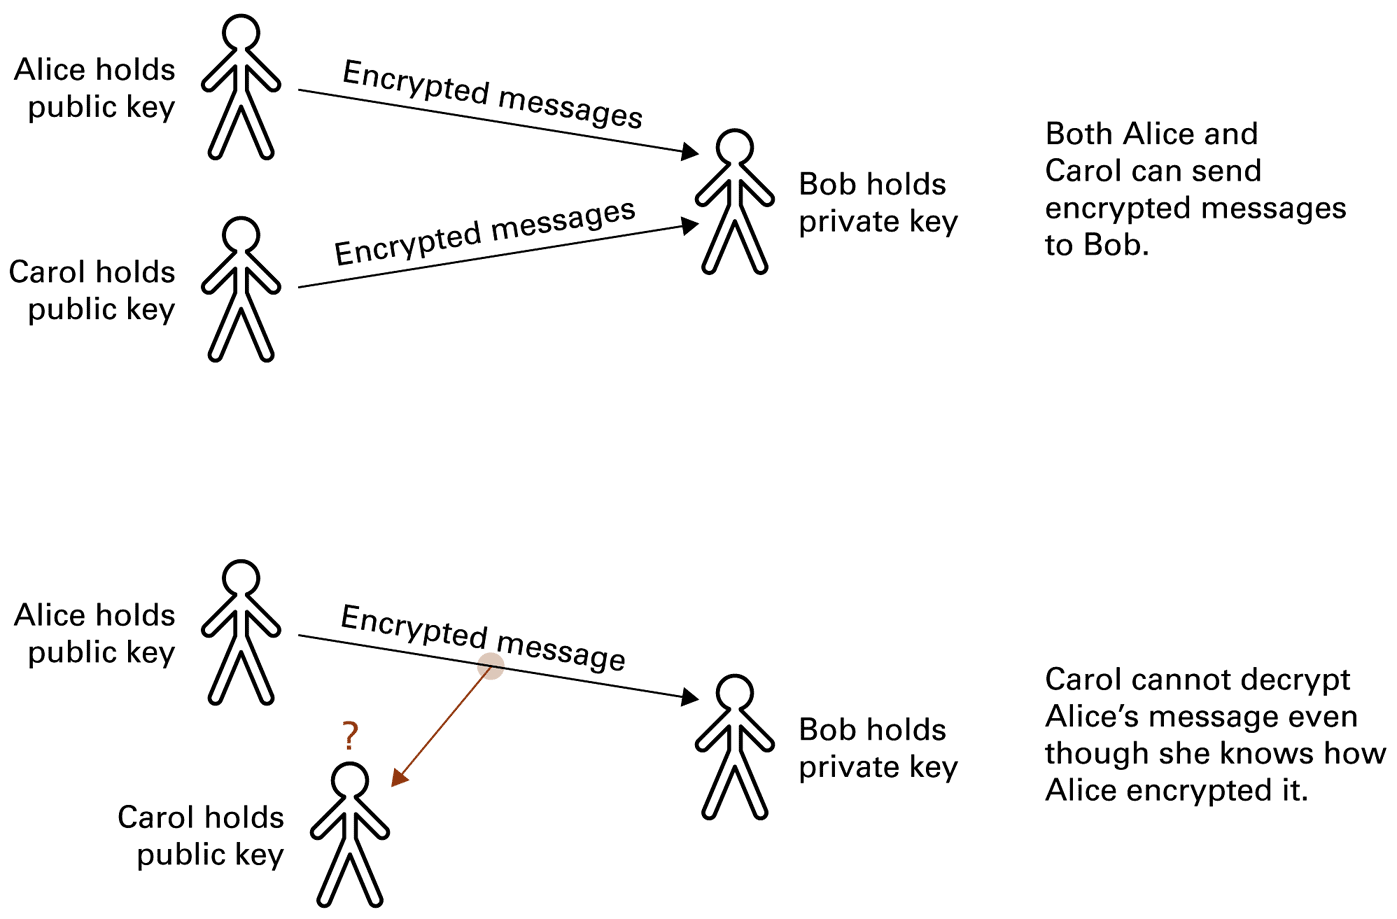 Alice holds
public key
Encrypted messages
Bob holds
private key
Both Alice and
Carol can send
encrypted messages
to Bob.
Carol holds
public key
Encrypted messages
Alice holds
public key
Encrypted message
Bob holds
private key
Carol cannot decrypt
Alice’s message even
though she knows how
Alice encrypted it.
?
Carol holds
public key